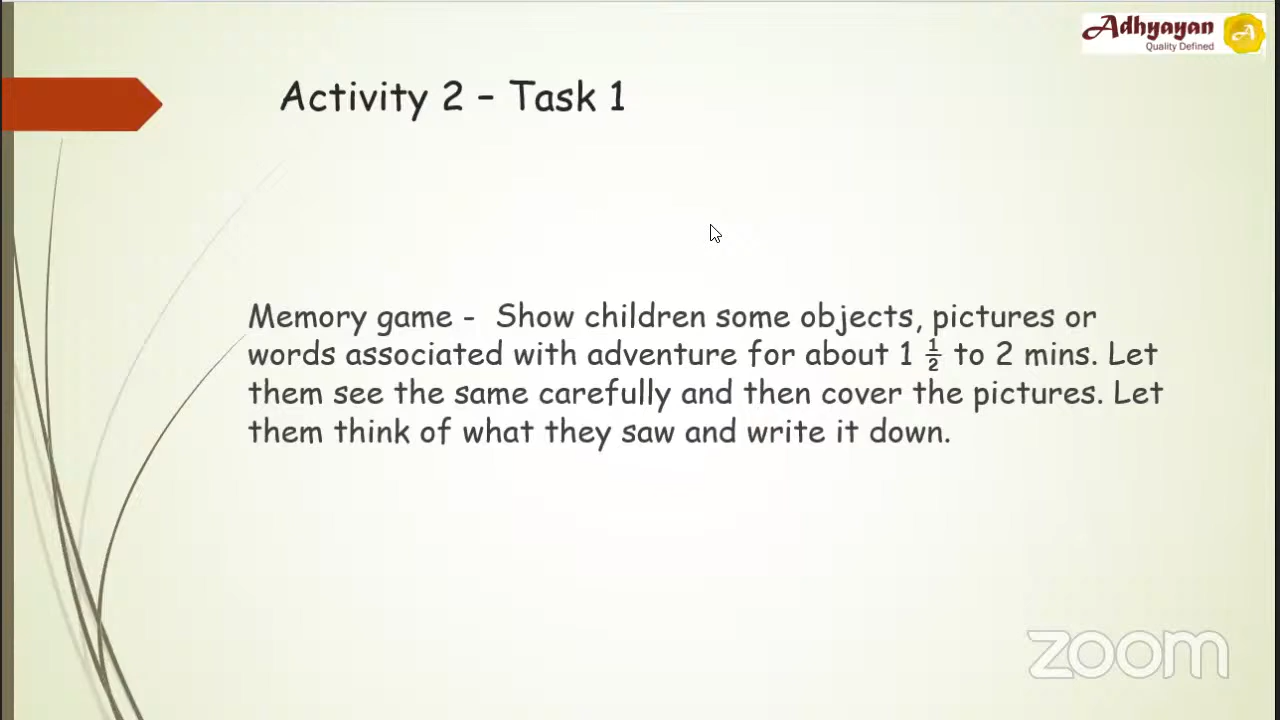 Adhyayan
Quality Defined
A
Activity 2 – Task 1
Memory game -  Show children some objects, pictures or
words associated with adventure for about 1 ½ to 2 mins. Let
them see the same carefully and then cover the pictures. Let
them think of what they saw and write it down.
zoom